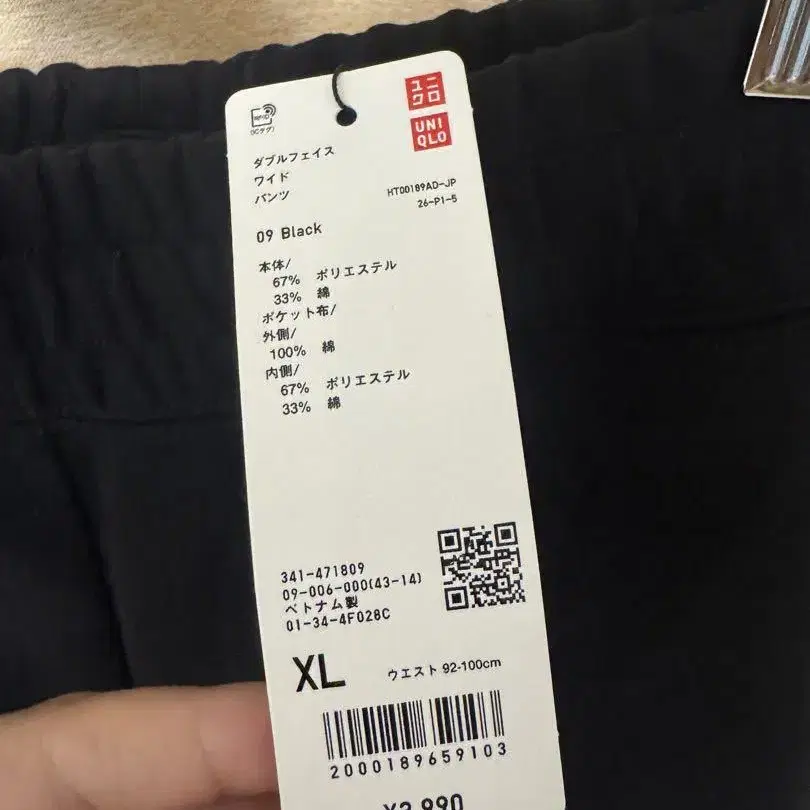 ユニ
クロ
UNI
QLO
(ICタグ)
ダブルフェイス
ワイド
パンツ
HT00189AD-JP
26-P1-5
09 Black
本体/
67% ポリエステル
33% 綿
ポケット布/
外側/
100% 綿
内側/
67% ポリエステル
33% 綿
341-471809
09-006-000(43-14)
ベトナム製
01-34-4F028C
XL ウエスト 92-100cm
2000189659103